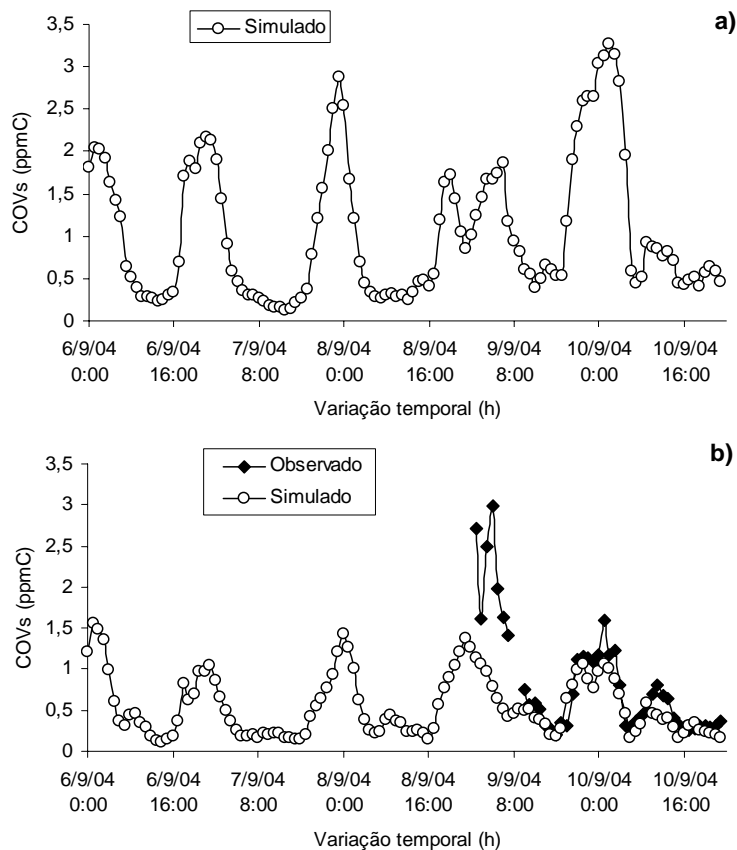 a)
Simulado
3,5
3
2,5
2
1,5
1
0,5
0
COVs (ppmC)
6/9/04 6/9/04 7/9/04 8/9/04 8/9/04 9/9/04 10/9/04 10/9/04
0:00 16:00 8:00 0:00 16:00 8:00 0:00 16:00
Variação temporal (h)
b)
Observado
Simulado
3,5
3
2,5
2
1,5
1
0,5
0
COVs (ppmC)
6/9/04 6/9/04 7/9/04 8/9/04 8/9/04 9/9/04 10/9/04 10/9/04
0:00 16:00 8:00 0:00 16:00 8:00 0:00 16:00
Variação temporal (h)